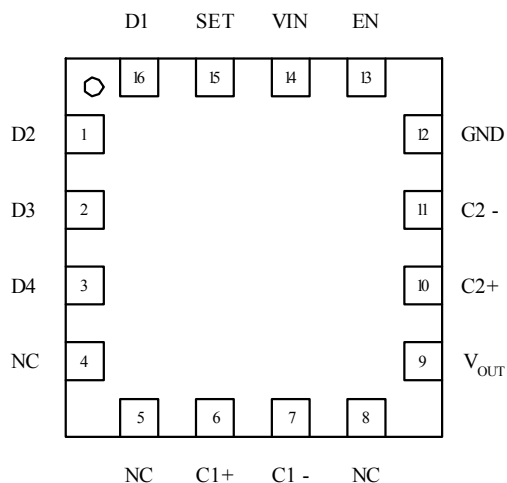 D1 SET VIN EN
16 15 14 13
D2 1 12 GND
D3 2 11 C2 -
D4 3 10 C2+
NC 4 9 VOUT
5 6 7 8
NC C1+ C1 - NC